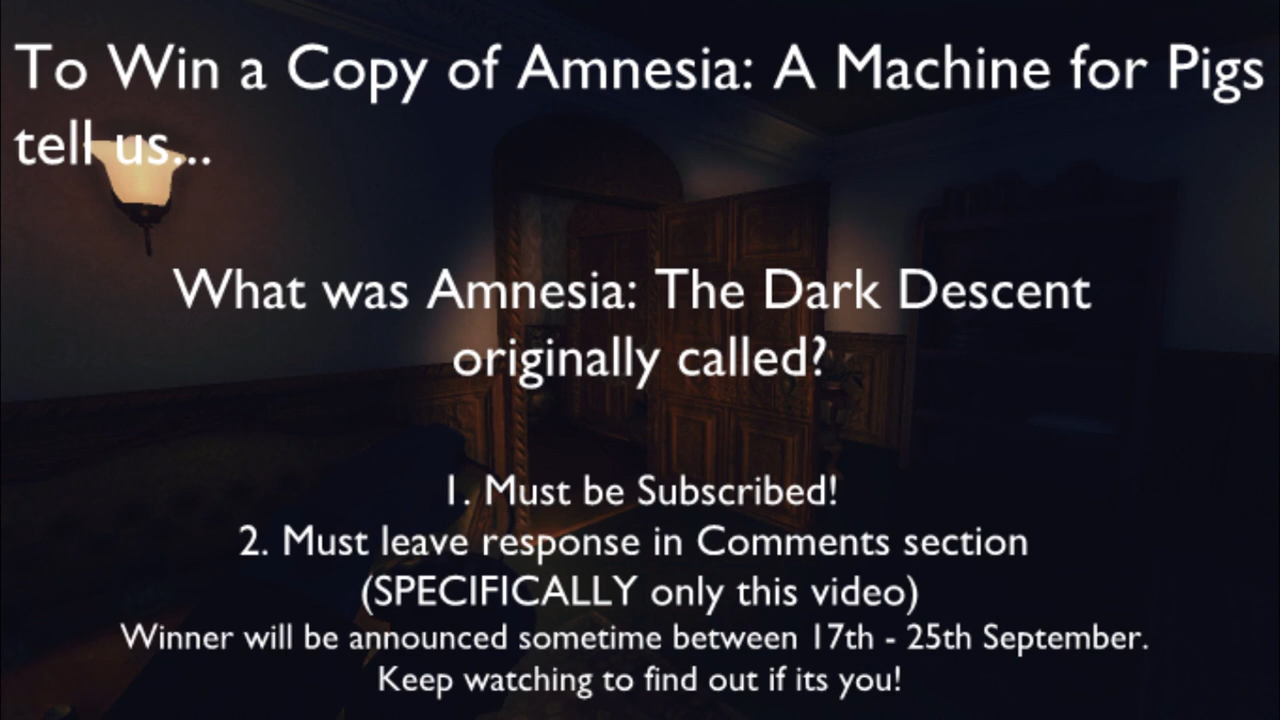 To Win a Copy of Amnesia: A Machine for Pigs
tell us...
What was Amnesia: The Dark Descent
originally called?
1. Must be Subscribed!
2. Must leave response in Comments section
(SPECIFICALLY only this video)
Winner will be announced sometime between 17th - 25th September.
Keep watching to find out if its you!